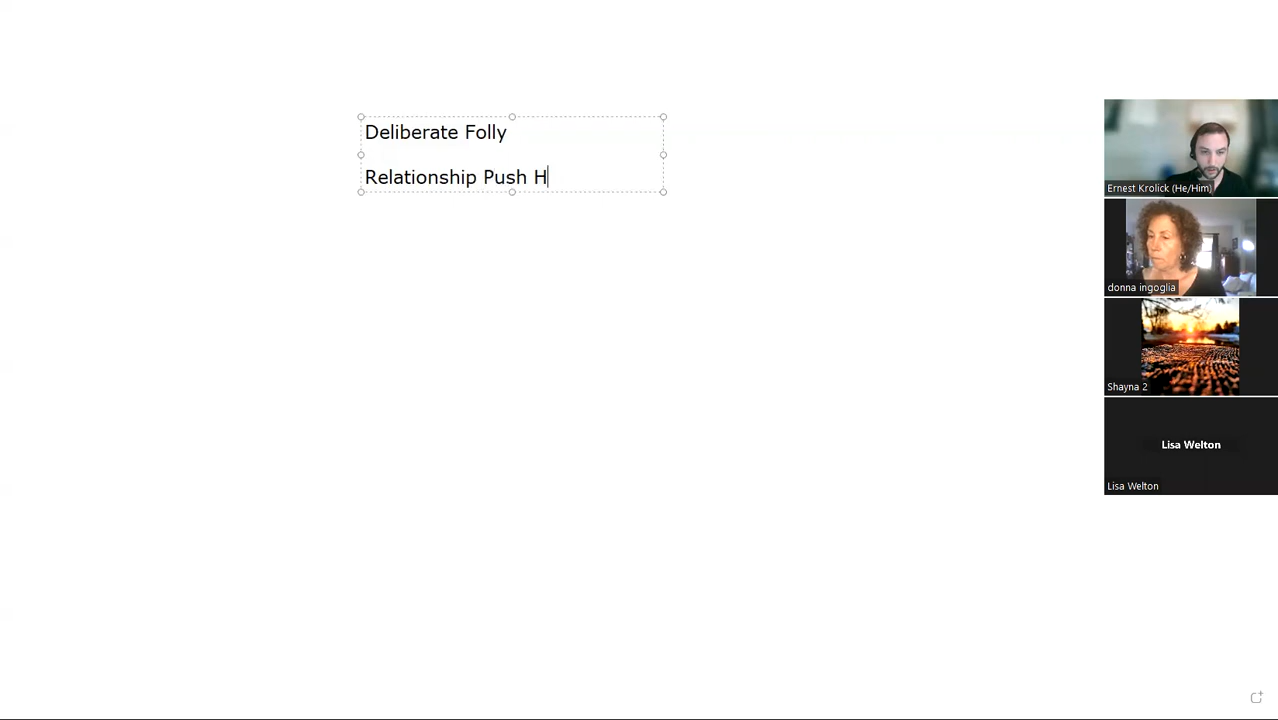 Deliberate Folly
Relationship Push H
Ernest Krolick (He/Him)
donna ingoglia
Shayna 2
Lisa Welton
Lisa Welton